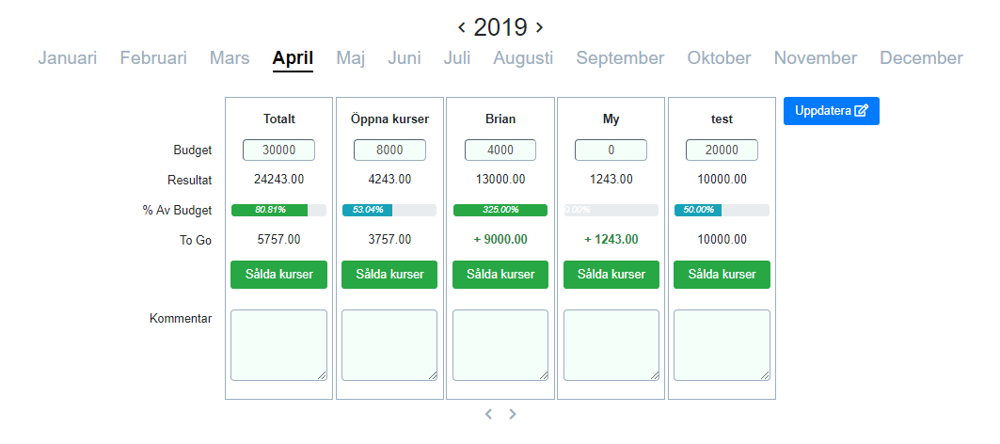 2019
Januari Februari Mars April Maj Juni Juli Augusti September Oktober November December
Totalt Öppna kurser Brian My test Uppdatera
Budget 30000 8000 4000 0 20000
Resultat 24243.00 4243.00 13000.00 1243.00 10000.00
% Av Budget 80.81% 53.04% 325.00% 0.00% 50.00%
To Go 5757.00 3757.00 + 9000.00 + 1243.00 10000.00
Sålda kurser Sålda kurser Sålda kurser Sålda kurser Sålda kurser
Kommentar